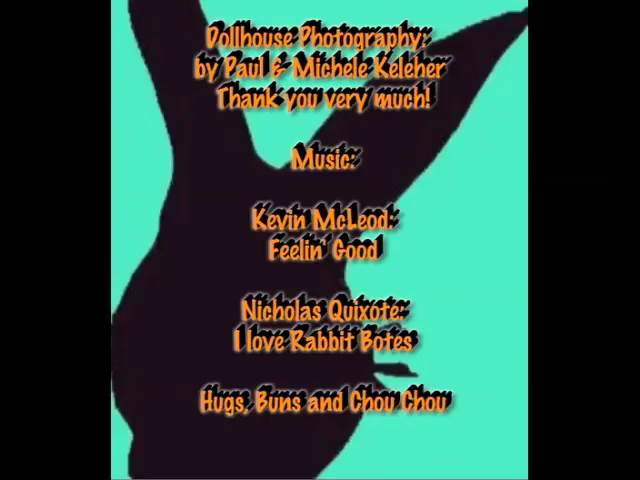 Dollhouse Photography:
by Paul & Michele Keleher
Thank you very much!
Music:
Kevin McLeod:
Feelin' Good
Nicholas Quixote:
I love Rabbit Botes
Hugs, Buns and Chou Chou